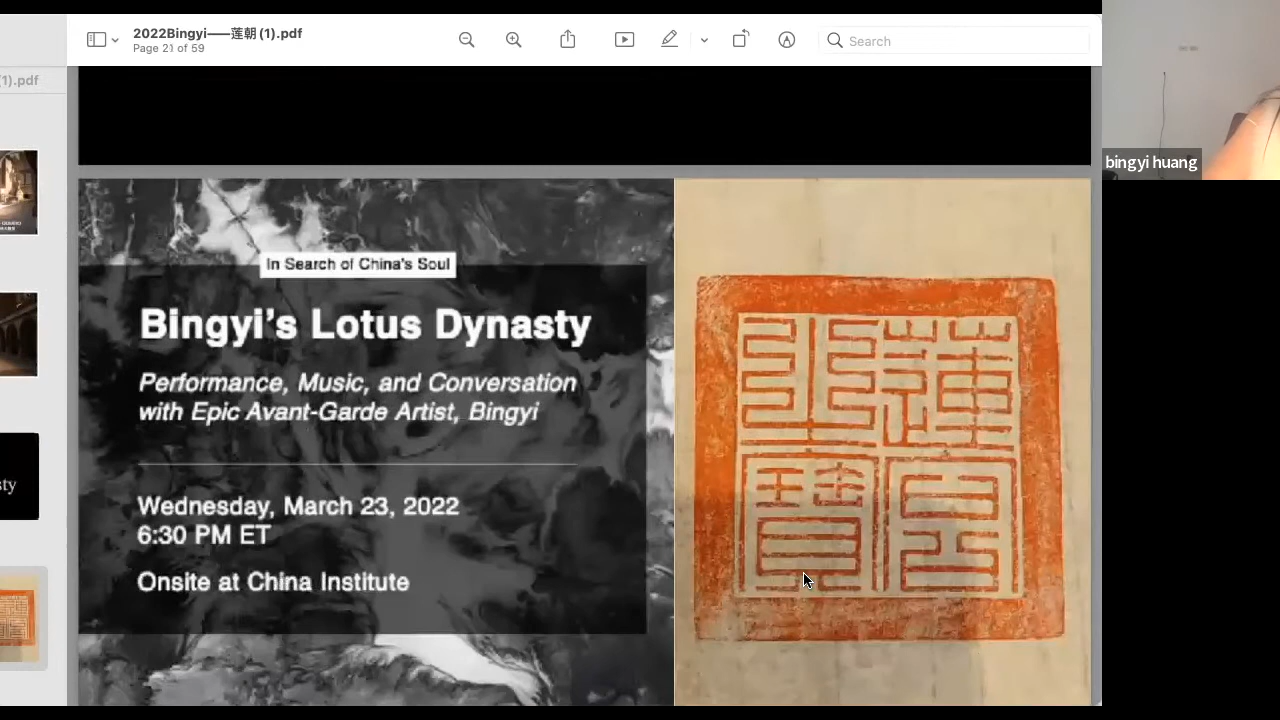 2022Bingyi——莲朝 (1).pdf
Page 21 of 59
Search
(1).pdf
sty
In Search of China's Soul
Bingyi's Lotus Dynasty
Performance, Music, and Conversation
with Epic Avant-Garde Artist, Bingyi
Wednesday, March 23, 2022
6:30 PM ET
Onsite at China Institute
bingyi huang